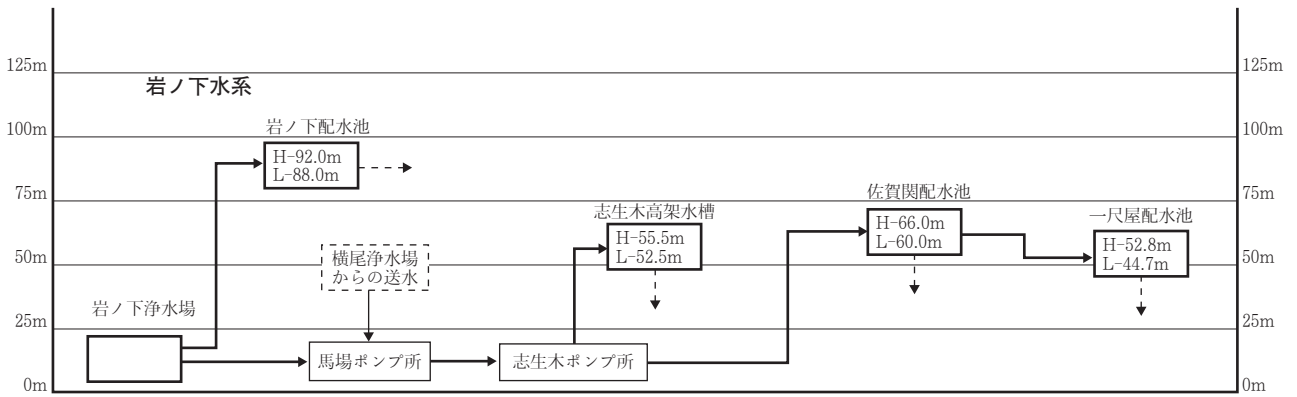 125m
125m
岩ノ下水系
100m
岩ノ下配水池
100m
H-92.0m
L-88.0m
75m
佐賀関配水池
75m
志生木高架水槽
一尺屋配水池
H-66.0m
L-60.0m
H-55.5m
L-52.5m
H-52.8m
L-44.7m
50m
横尾浄水場
からの送水
50m
岩ノ下浄水場
25m
25m
馬場ポンプ所
志生木ポンプ所
0m
0m